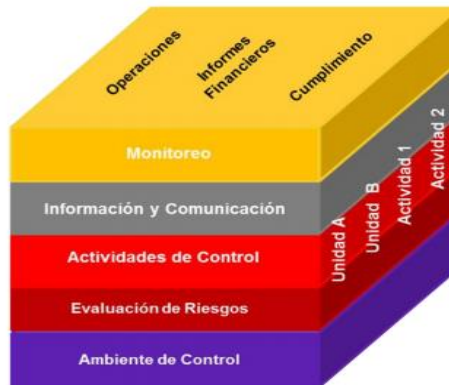 Operaciones
Informes
Financieros
Cumplimiento
Monitoreo
Información y Comunicación
Actividades de Control
Evaluación de Riesgos
Ambiente de Control
Unidad A
Unidad B
Actividad 1
Actividad 2